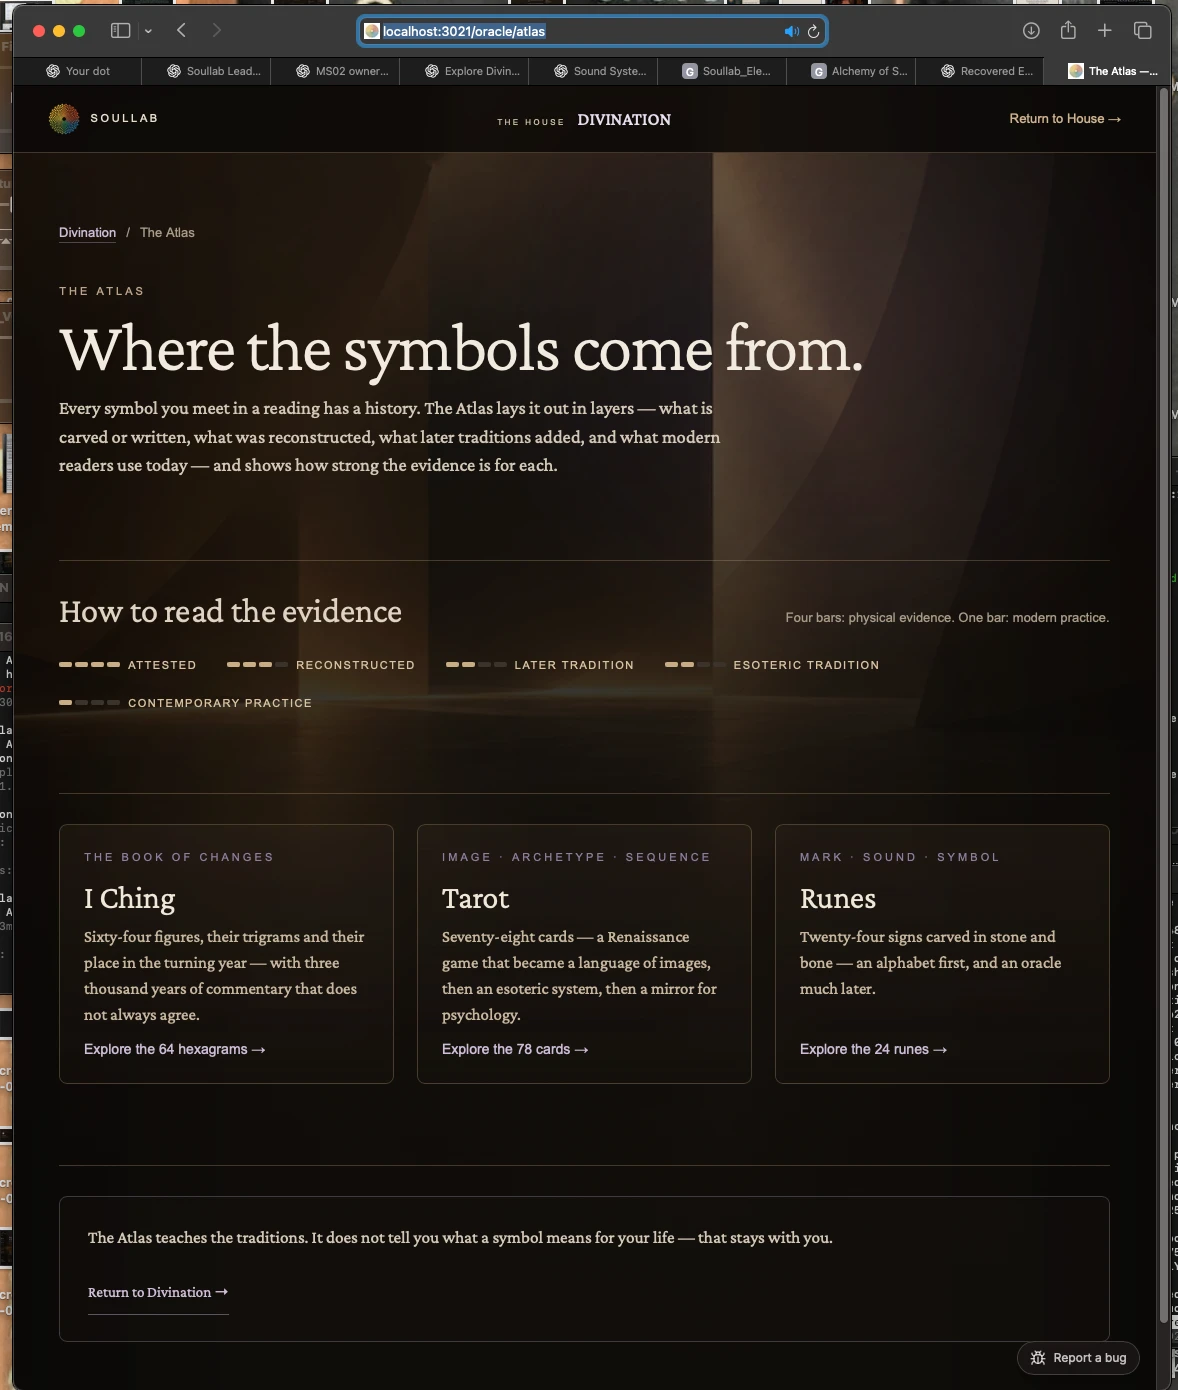 localhost:3021/oracle/atlas
Your dot
Soullab Lead...
MS02 owner...
Explore Divin...
Sound Syste...
Soullab_Ele...
Alchemy of S...
Recovered E...
The Atlas —...
SOULLAB
THE HOUSE DIVINATION
Return to House →
Divination / The Atlas
THE ATLAS
Where the symbols come from.
Every symbol you meet in a reading has a history. The Atlas lays it out in layers — what is
carved or written, what was reconstructed, what later traditions added, and what modern
readers use today — and shows how strong the evidence is for each.
How to read the evidence
Four bars: physical evidence. One bar: modern practice.
ATTESTED
RECONSTRUCTED
LATER TRADITION
ESOTERIC TRADITION
CONTEMPORARY PRACTICE
THE BOOK OF CHANGES
I Ching
Sixty-four figures, their trigrams and their
place in the turning year — with three
thousand years of commentary that does
not always agree.
Explore the 64 hexagrams →
IMAGE · ARCHETYPE · SEQUENCE
Tarot
Seventy-eight cards — a Renaissance
game that became a language of images,
then an esoteric system, then a mirror for
psychology.
Explore the 78 cards →
MARK · SOUND · SYMBOL
Runes
Twenty-four signs carved in stone and
bone — an alphabet first, and an oracle
much later.
Explore the 24 runes →
The Atlas teaches the traditions. It does not tell you what a symbol means for your life — that stays with you.
Return to Divination →
Report a bug